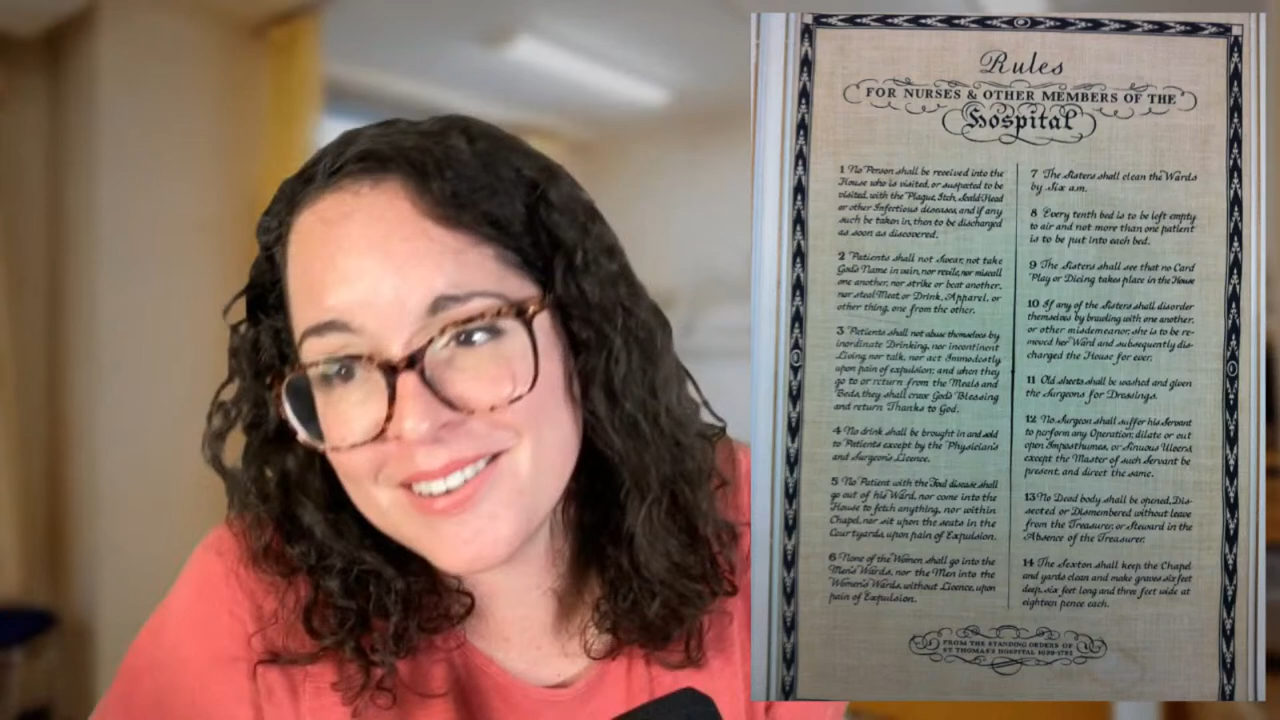 Rules
FOR NURSES & OTHER MEMBERS OF THE
Hospital
1 No Person shall be received into the
House who is visited, or suspected to be
visited, with the Plague, Itch, Scald Head
or other Infectious diseases, and if any
such be taken in, then to be discharged
as soon as discovered.
2 Patients shall not Swear, nor take
God's Name in vain, nor revile, nor miscall
one another, nor strike or beat another,
nor steal Meat or Drink, Apparel, or
other thing, one from the other.
3 Patients shall not abuse themselves by
inordinate Drinking, nor incontinent
Living, nor talk, nor act Immodestly
upon pain of expulsion; and when they
go to or return from the Meals and
Beds, they shall crave God's Blessing
and return Thanks to God.
4 No drink shall be brought in and sold
to Patients except by the Physician's
and Surgeon's Licence.
5 No Patient with the Foul disease shall
go out of his Ward, nor come into the
House to fetch anything, nor within
Chapel, nor sit upon the seats in the
Courtyards, upon pain of Expulsion.
6 None of the Women shall go into the
Men's Wards, nor the Men into the
Women's Wards, without Licence, upon
pain of Expulsion.
7 The Sisters shall clean the Wards
by Six a.m.
8 Every tenth bed is to be left empty
to air and not more than one patient
is to be put into each bed.
9 The Sisters shall see that no Card
Play or Dicing takes place in the House
10 If any of the Sisters shall disorder
themselves by brawling with one another,
or other misdemeanor, she is to be re-
moved her Ward and subsequently dis-
charged the House for ever.
11 Old sheets shall be washed and given
the Surgeons for Dressings.
12 No Surgeon shall suffer his Servant
to perform any Operation; dilate or cut
open Imposthumes, or Sinuous Ulcers,
except the Master of such Servant be
present, and direct the same.
13 No Dead body shall be opened, Dis-
sected or Dismembered without leave
from the Treasurer, or Steward in the
Absence of the Treasurer.
14 The Sexton shall keep the Chapel
and yards clean and make graves six feet
deep, six feet long and three feet wide at
eighteen pence each.
FROM THE STANDING ORDERS OF
ST THOMAS'S HOSPITAL 1699-1752